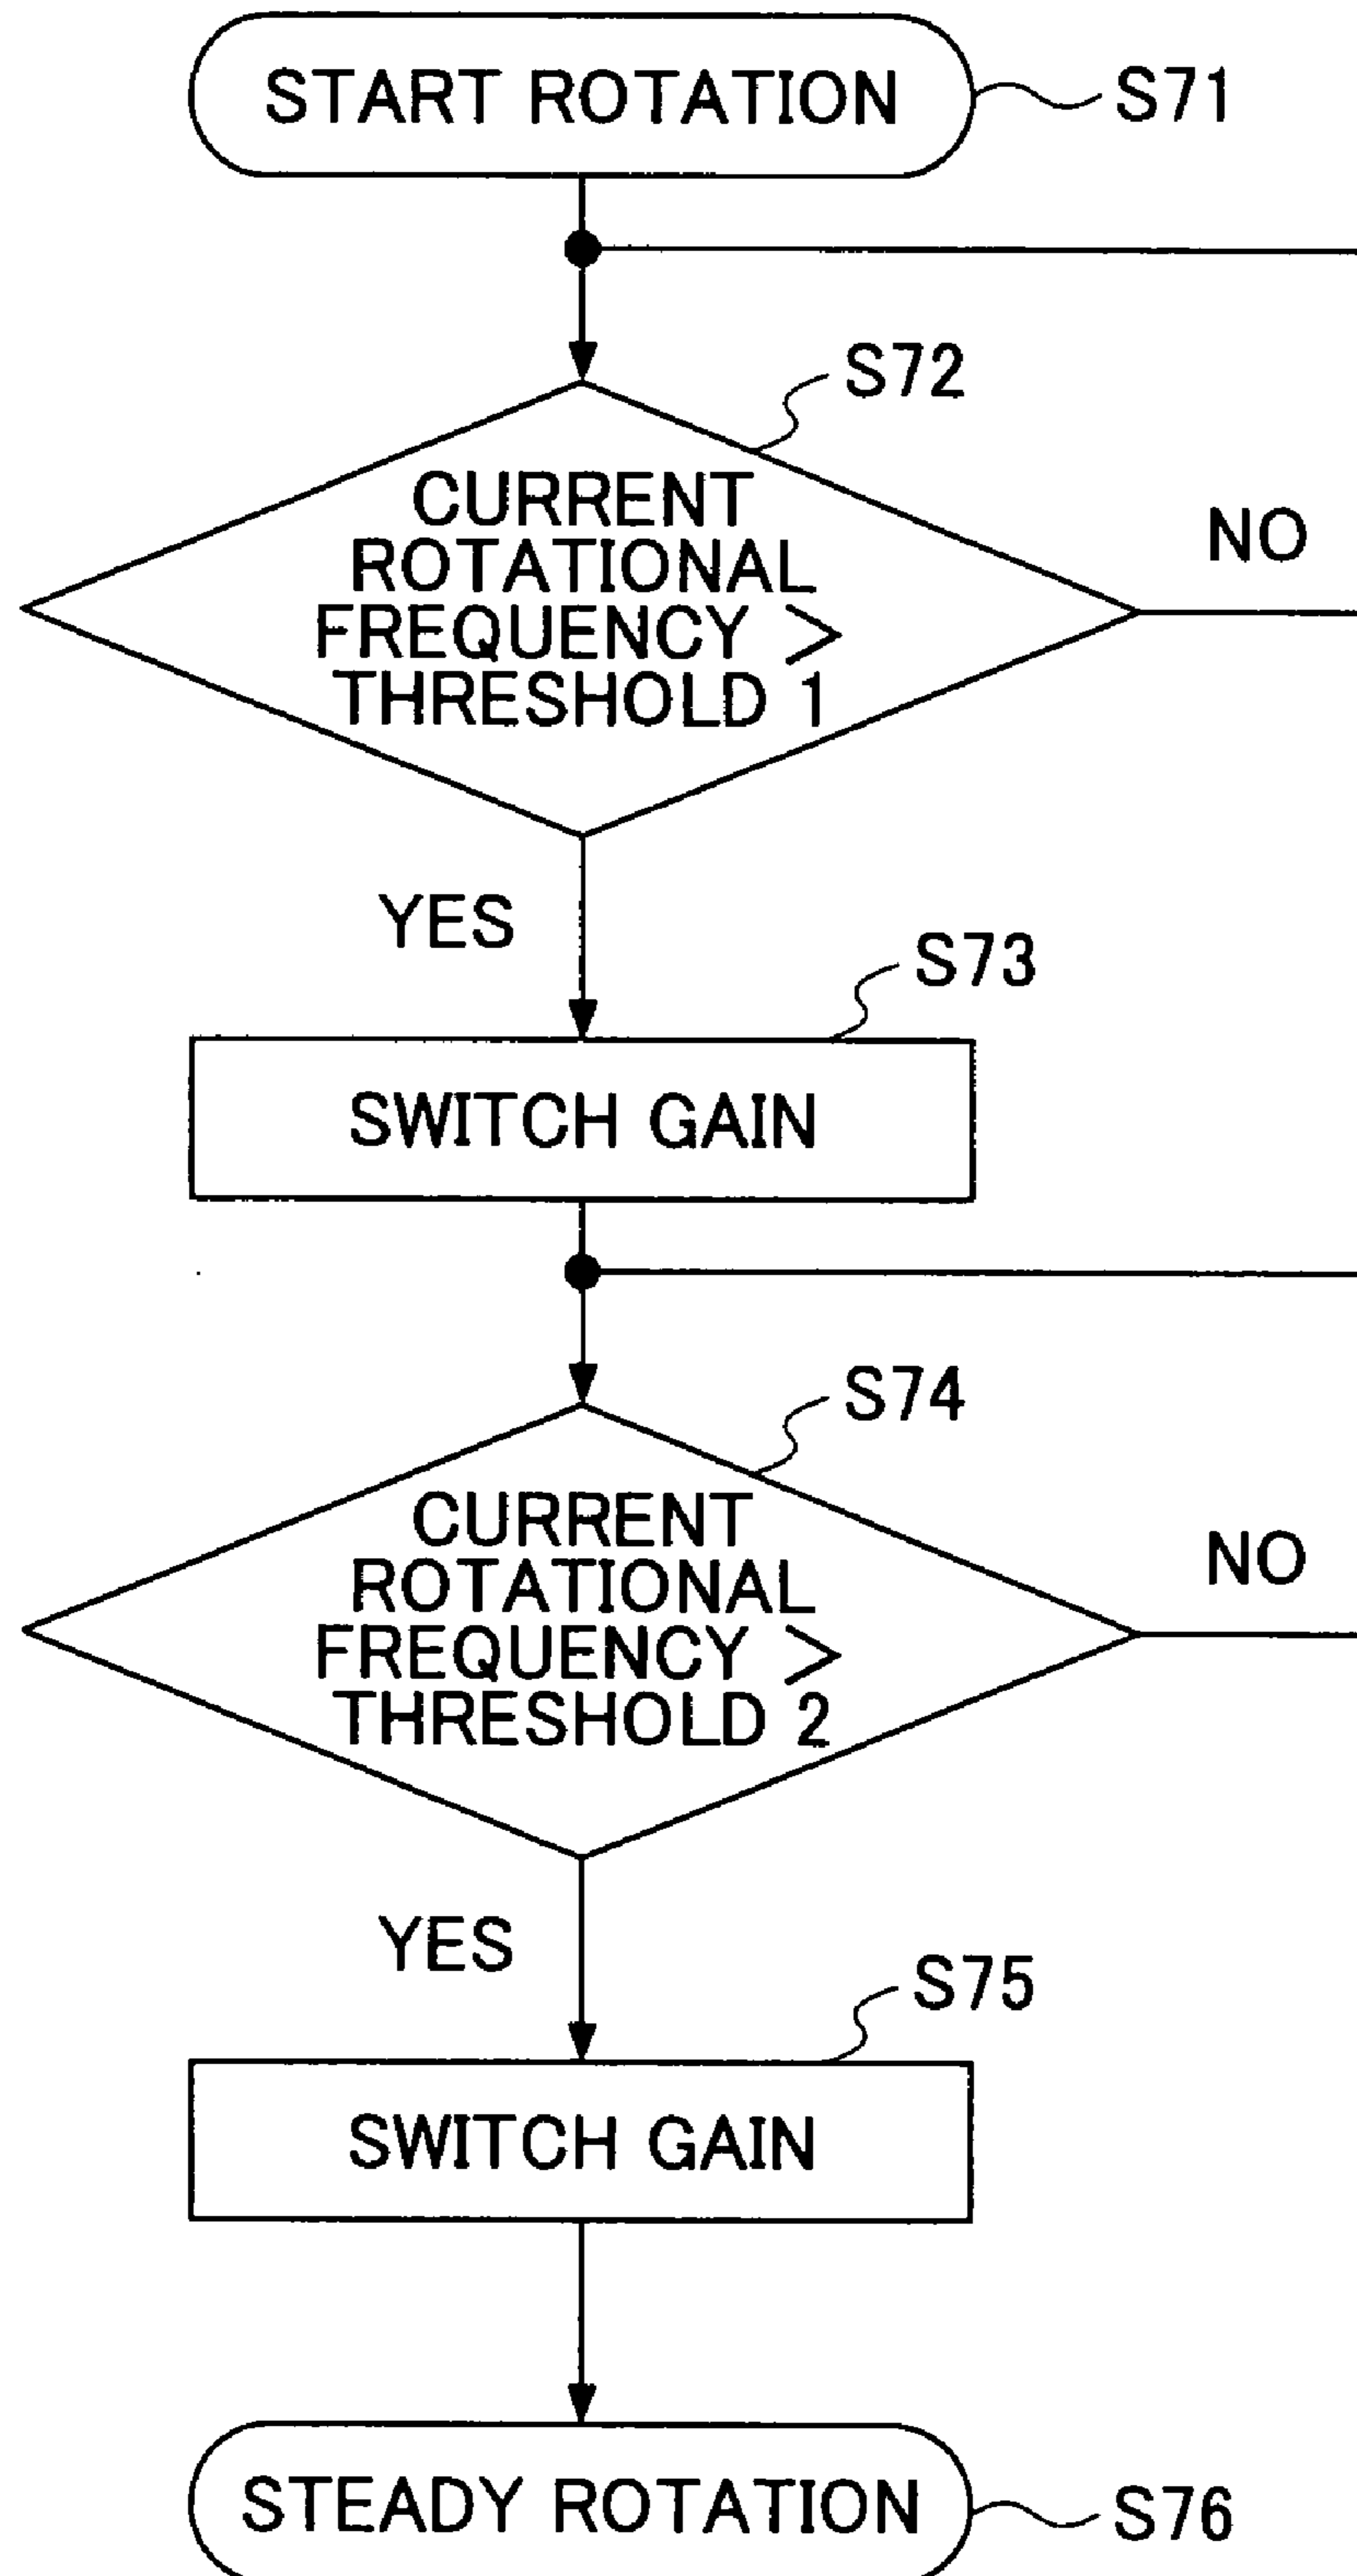 START ROTATION
S71
S72
CURRENT
ROTATIONAL
FREQUENCY >
THRESHOLD 1
NO
YES
S73
SWITCH GAIN
S74
CURRENT
ROTATIONAL
FREQUENCY >
THRESHOLD 2
NO
YES
S75
SWITCH GAIN
STEADY ROTATION
S76